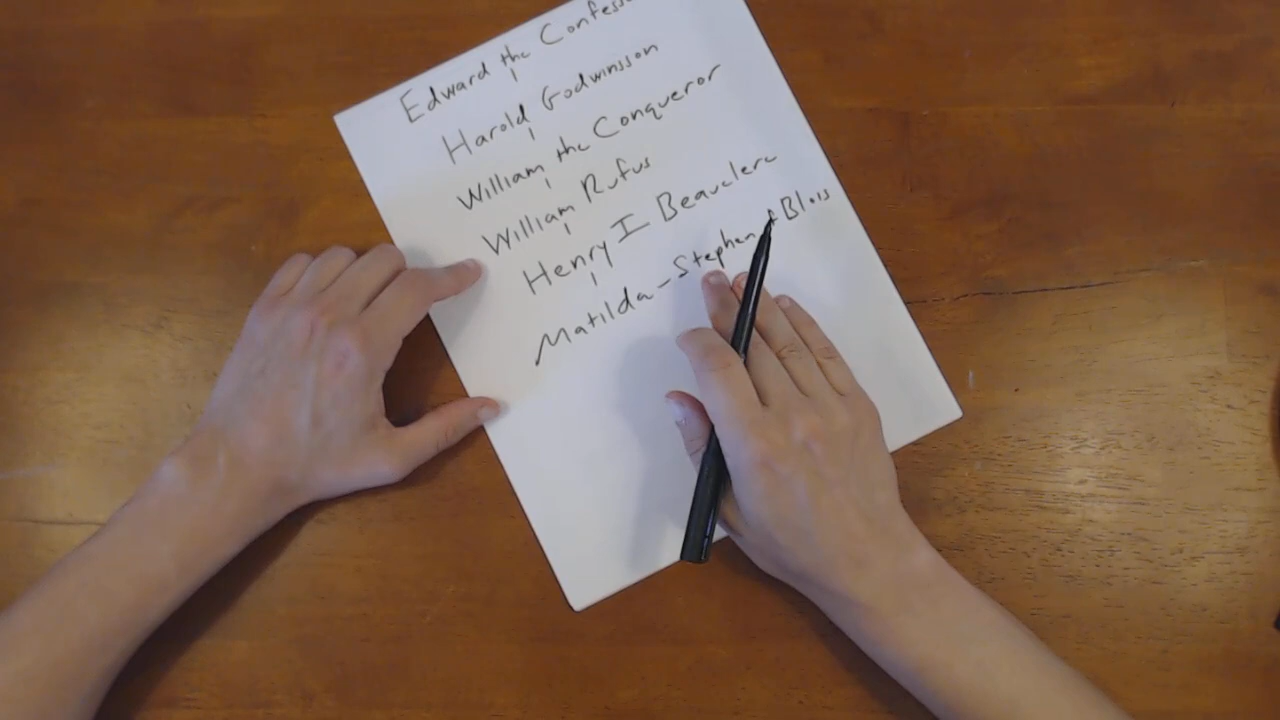 Edward the Confess
Harold Godwinsson
William the Conqueror
William Rufus
Henry I Beauclerc
Matilda - Stephen of Blois